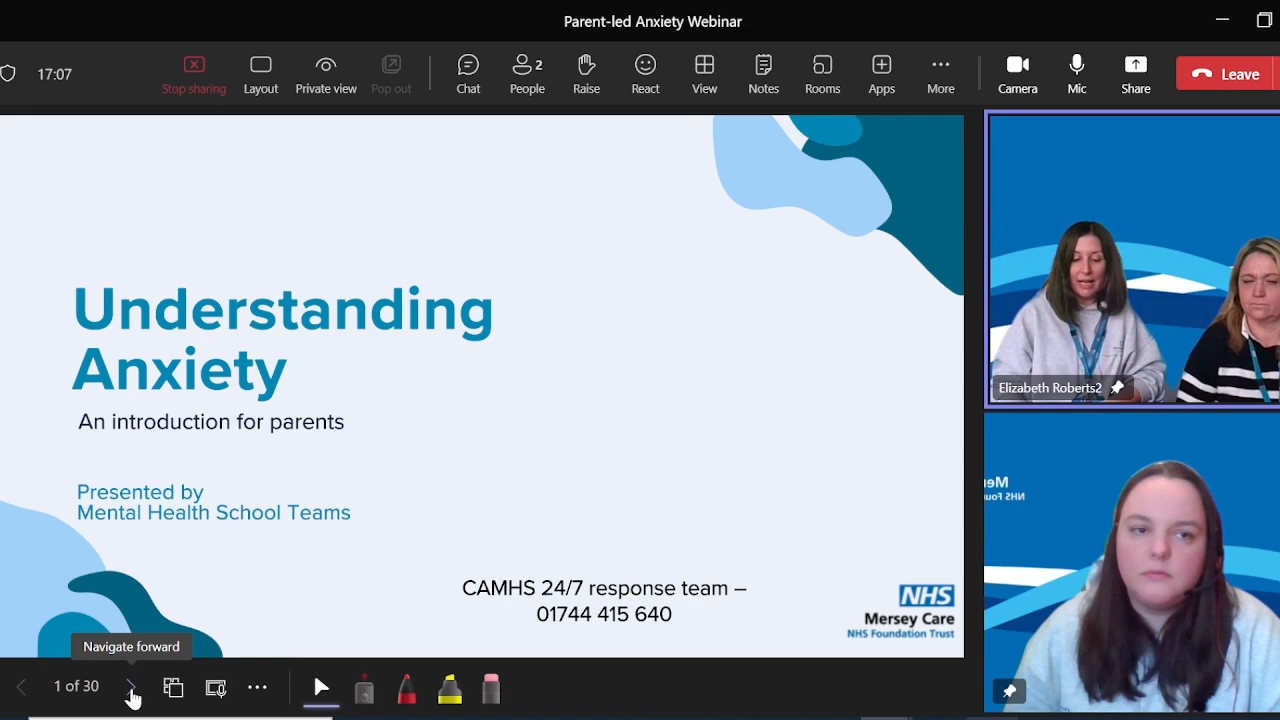 Parent-led Anxiety Webinar
17:07
Stop sharing
Layout
Private view
Pop out
Chat
2
People
Raise
React
View
Notes
Rooms
Apps
More
Camera
Mic
Share
Leave
Understanding
Anxiety
An introduction for parents
Presented by
Mental Health School Teams
CAMHS 24/7 response team –
01744 415 640
NHS
Mersey Care
NHS Foundation Trust
Elizabeth Roberts2
Navigate forward
1 of 30